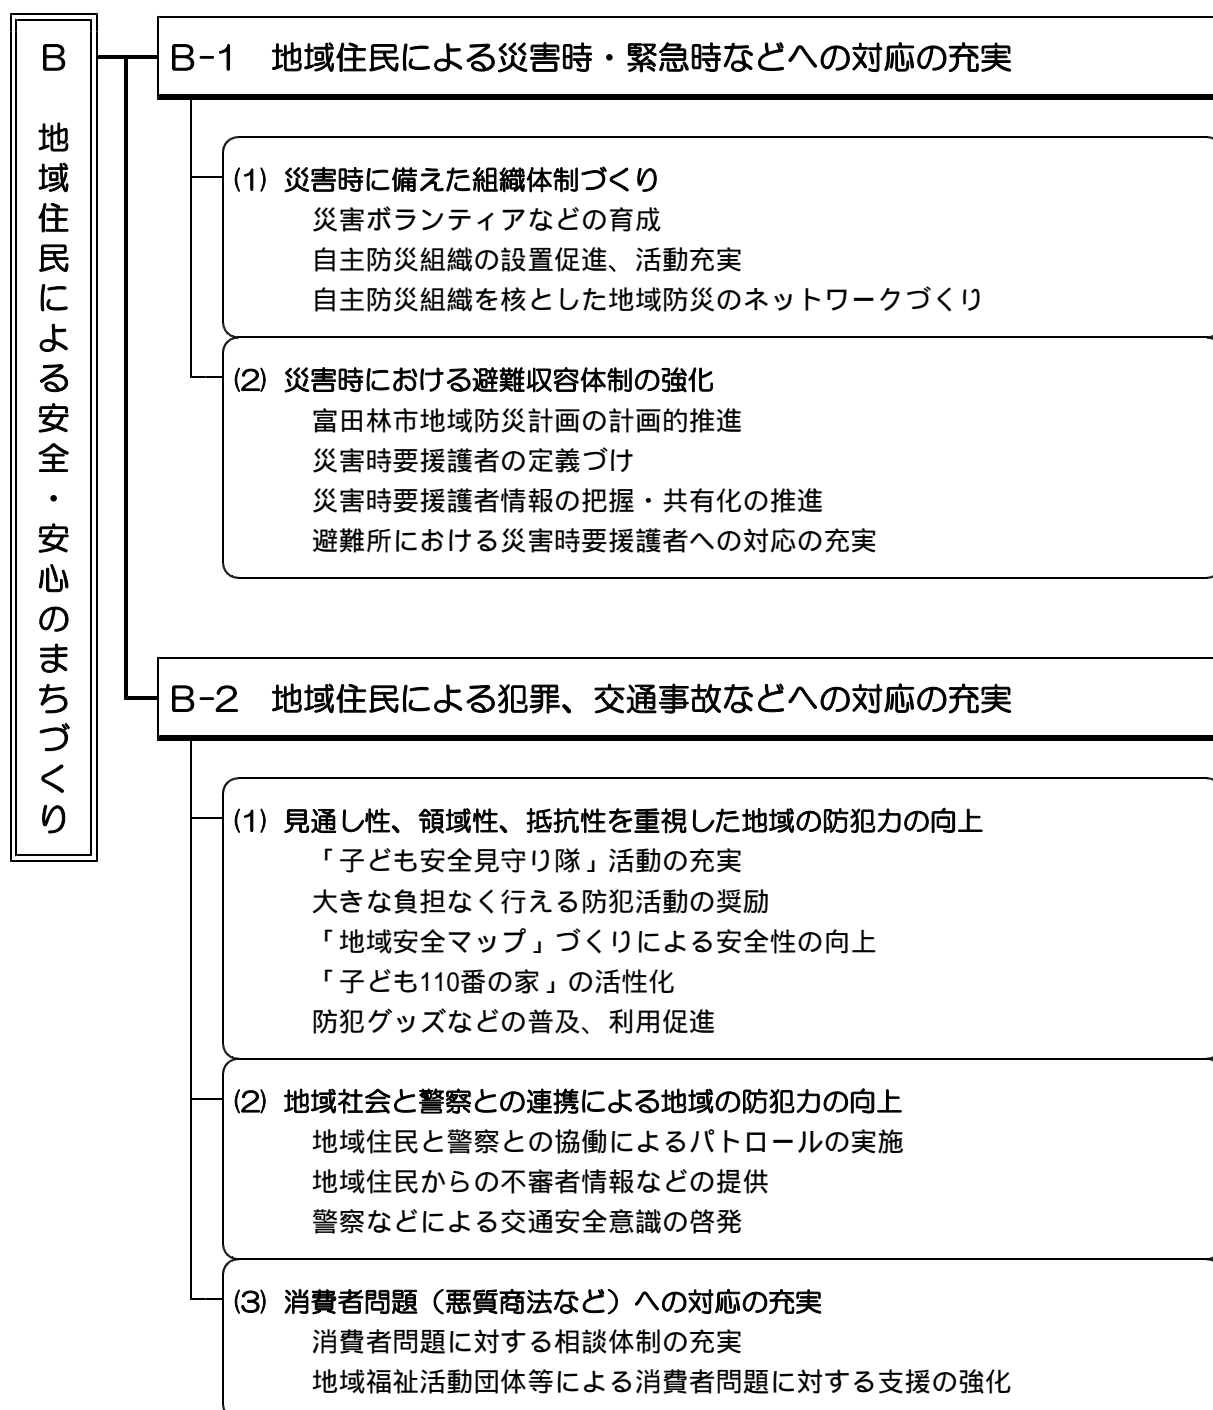 B 地域住民による安全・安心のまちづくり
B-1 地域住民による災害時・緊急時などへの対応の充実
(1) 災害時に備えた組織体制づくり
災害ボランティアなどの育成
自主防災組織の設置促進、活動充実
自主防災組織を核とした地域防災のネットワークづくり
(2) 災害時における避難収容体制の強化
富田林市地域防災計画の計画的推進
災害時要援護者の定義づけ
災害時要援護者情報の把握・共有化の推進
避難所における災害時要援護者への対応の充実
B-2 地域住民による犯罪、交通事故などへの対応の充実
(1) 見通し性、領域性、抵抗性を重視した地域の防犯力の向上
「子ども安全見守り隊」活動の充実
大きな負担なく行える防犯活動の奨励
「地域安全マップ」づくりによる安全性の向上
「子ども110番の家」の活性化
防犯グッズなどの普及、利用促進
(2) 地域社会と警察との連携による地域の防犯力の向上
地域住民と警察との協働によるパトロールの実施
地域住民からの不審者情報などの提供
警察などによる交通安全意識の啓発
(3) 消費者問題（悪質商法など）への対応の充実
消費者問題に対する相談体制の充実
地域福祉活動団体等による消費者問題に対する支援の強化